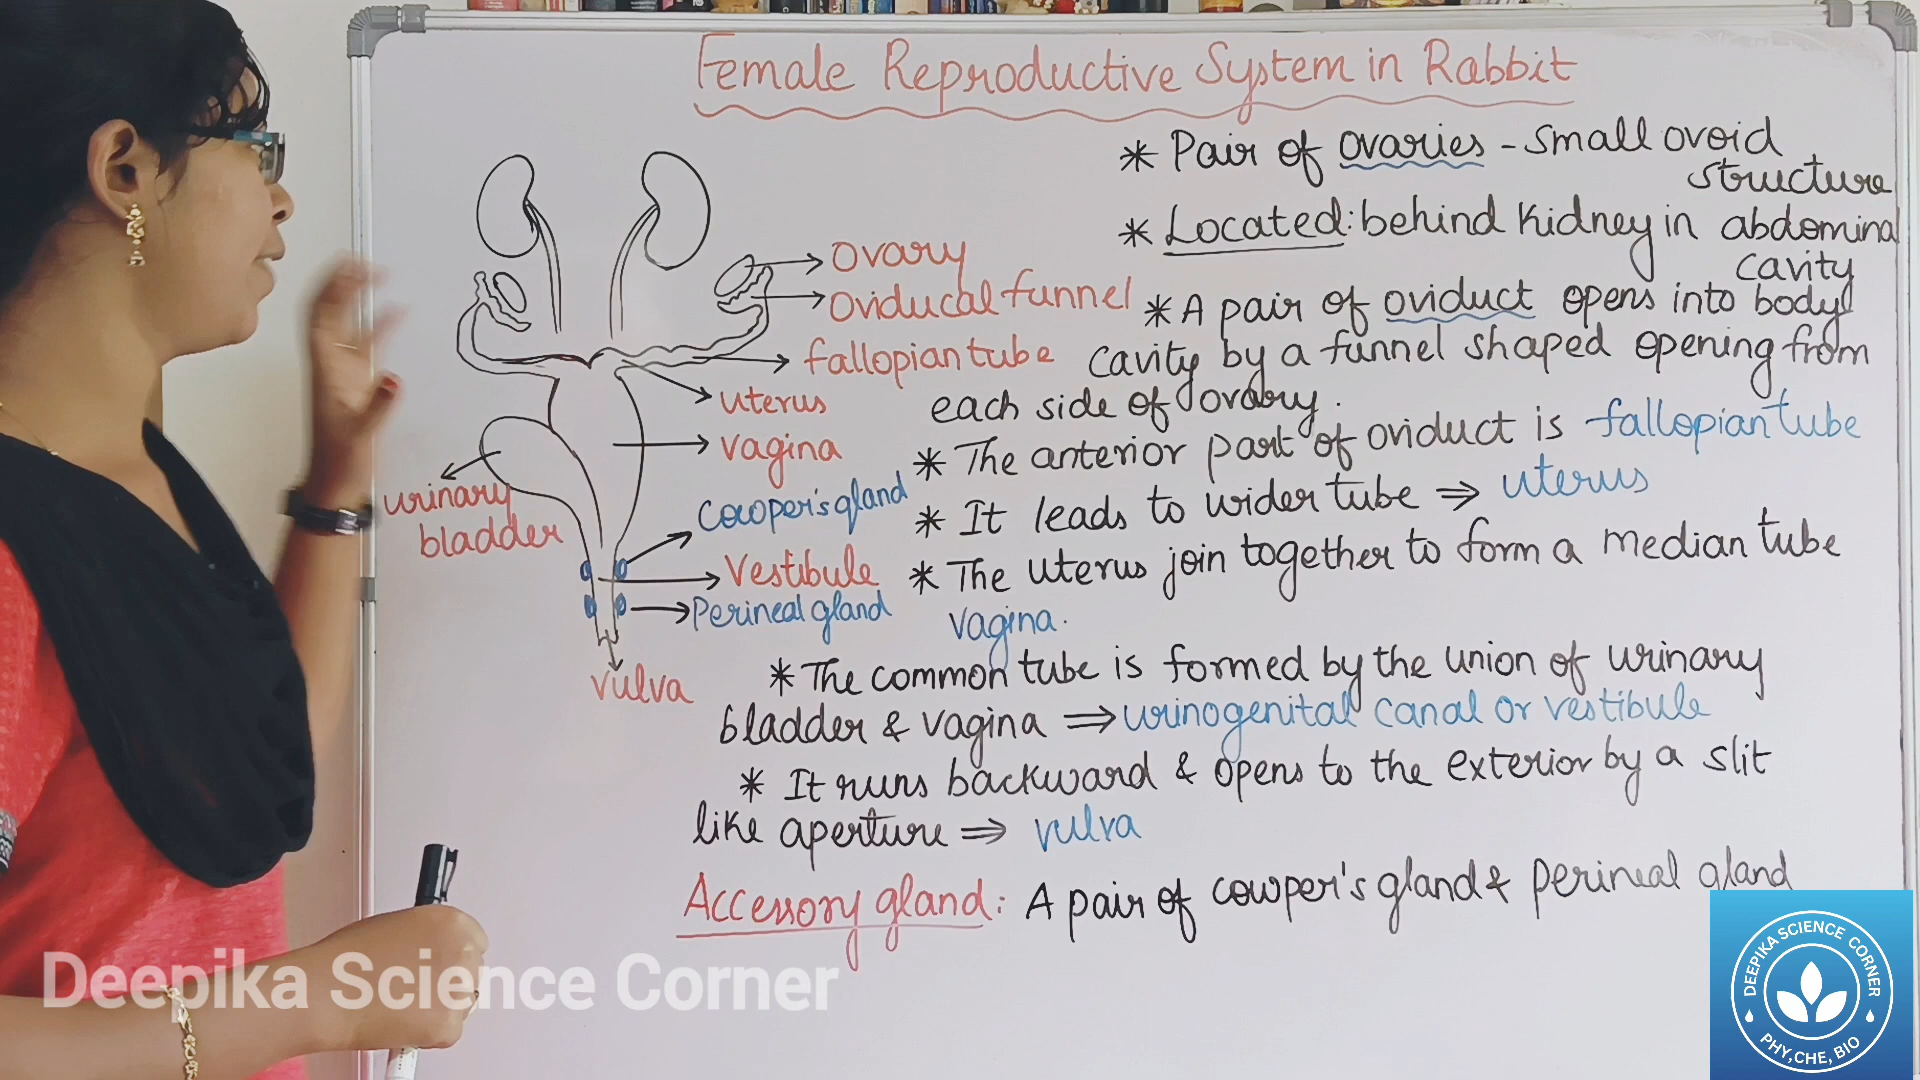 Female Reproductive System in Rabbit
* Pair of ovaries - Small ovoid
structure
* Located: behind kidney in abdominal
cavity
* A pair of oviduct opens into body
cavity by a funnel shaped opening from
each side of ovary.
* The anterior part of oviduct is fallopian tube
* It leads to wider tube ⇒ uterus
* The uterus join together to form a median tube
vagina.
* The common tube is formed by the union of urinary
bladder & vagina ⇒ urinogenital canal or vestibule
* It runs backward & opens to the exterior by a slit
like aperture ⇒ vulva
Accessory gland: A pair of cowper's gland & perineal gland
ovary
oviducal funnel
fallopian tube
uterus
vagina
urinary
bladder
Cowper's gland
Vestibule
Perineal gland
vulva
Deepika Science Corner
DEEPIKA SCIENCE CORNER
PHY, CHE, BIO